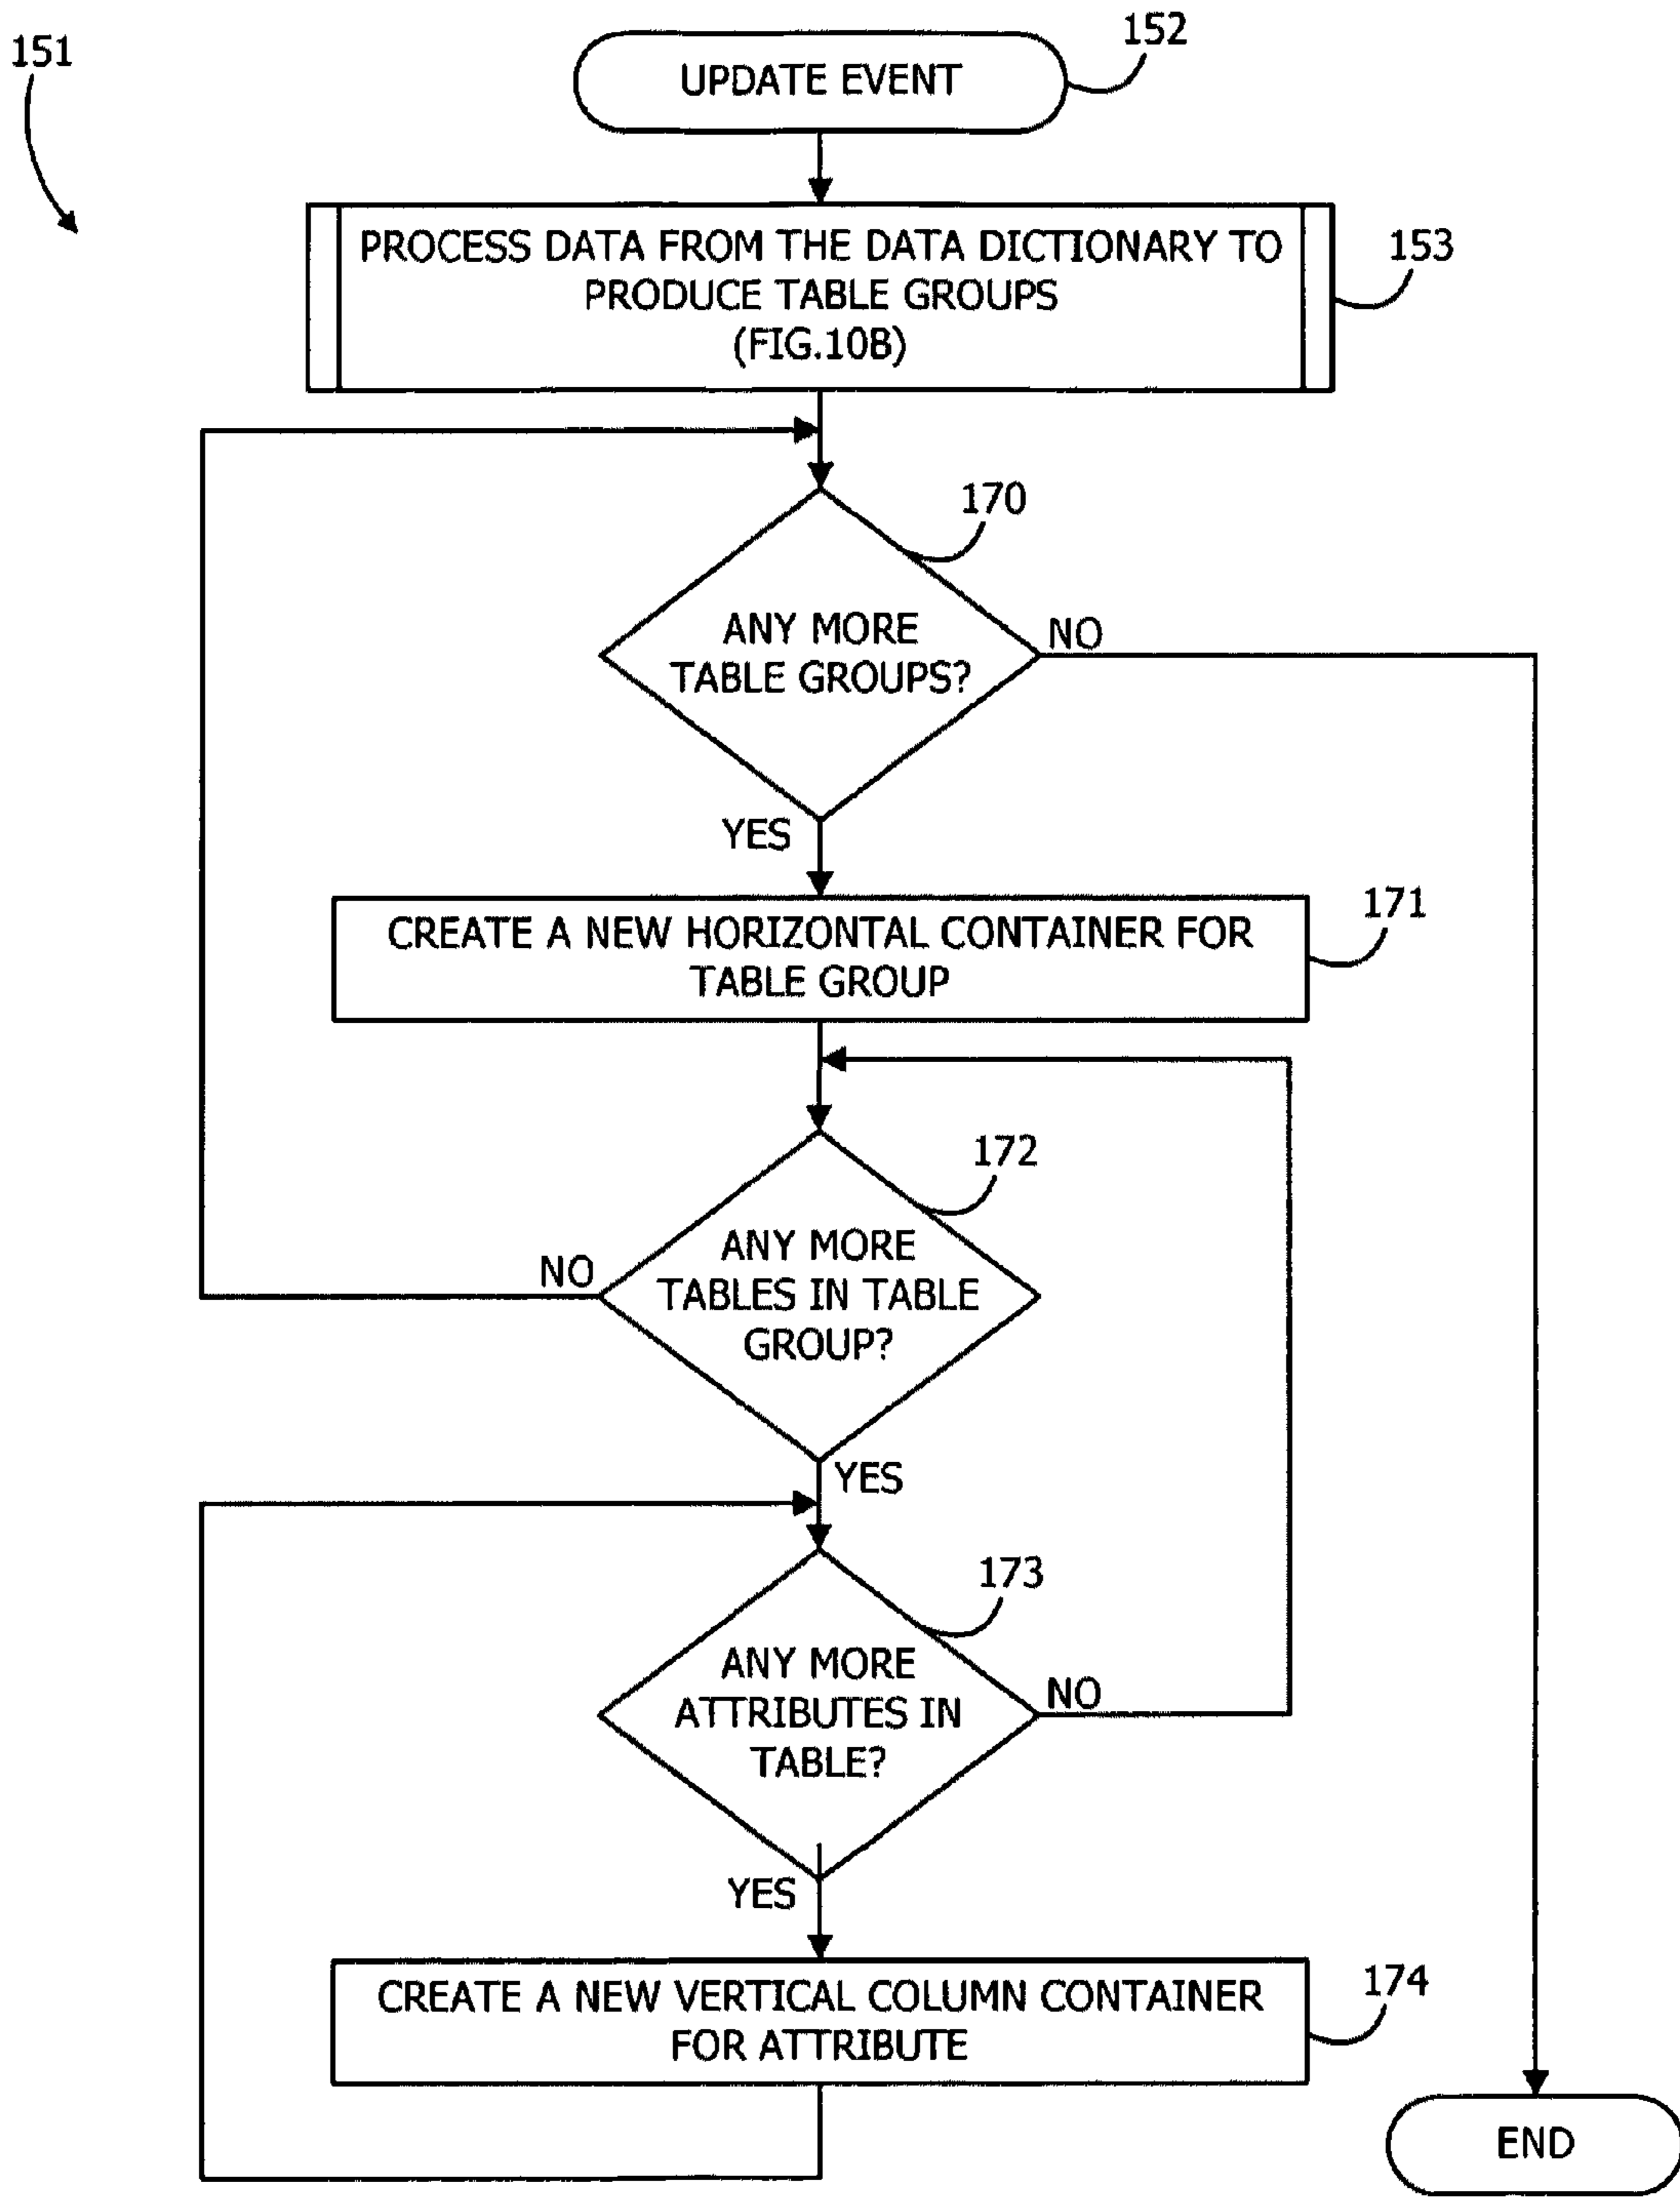 151
152
UPDATE EVENT
PROCESS DATA FROM THE DATA DICTIONARY TO
PRODUCE TABLE GROUPS
(FIG.10B)
153
170
ANY MORE
TABLE GROUPS?
NO
YES
CREATE A NEW HORIZONTAL CONTAINER FOR
TABLE GROUP
171
172
ANY MORE
TABLES IN TABLE
GROUP?
NO
YES
173
ANY MORE
ATTRIBUTES IN
TABLE?
NO
YES
CREATE A NEW VERTICAL COLUMN CONTAINER
FOR ATTRIBUTE
174
END